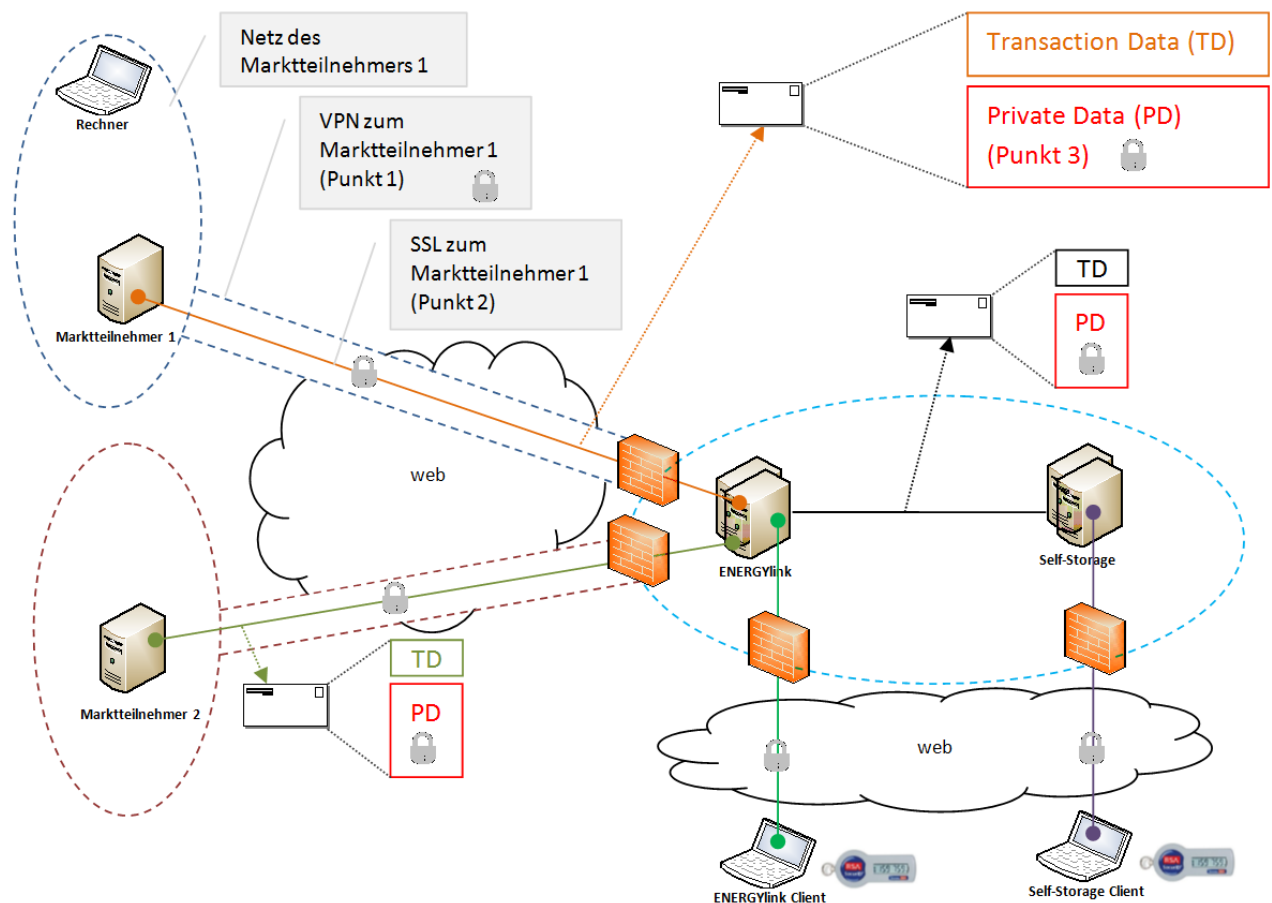 Netz des
Marktteilnehmers 1
Transaction Data (TD)
Private Data (PD)
(Punkt 3)
Rechner
VPN zum
Marktteilnehmer 1
(Punkt 1)
SSL zum
Marktteilnehmer 1
(Punkt 2)
TD
PD
Marktteilnehmer 1
web
ENERGYlink
Self-Storage
TD
PD
Marktteilnehmer 2
web
RSA
RSA
ENERGYlink Client
Self-Storage Client